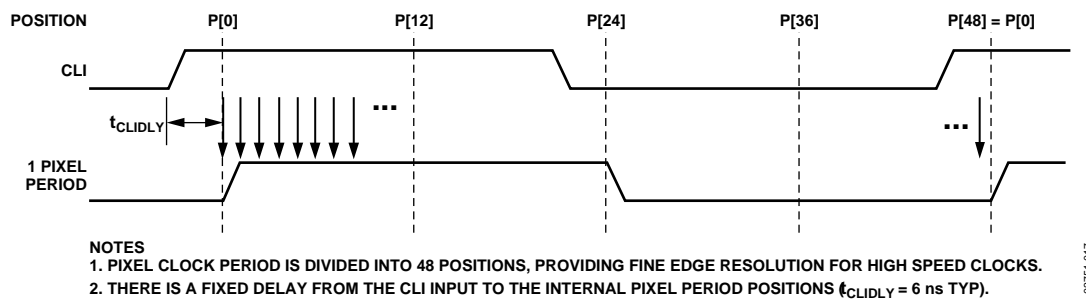 POSITION P[0] P[12] P[24] P[36] P[48] = P[0]
CLI
...
...
tCLIDLY
1 PIXEL
PERIOD
NOTES
1. PIXEL CLOCK PERIOD IS DIVIDED INTO 48 POSITIONS, PROVIDING FINE EDGE RESOLUTION FOR HIGH SPEED CLOCKS.
2. THERE IS A FIXED DELAY FROM THE CLI INPUT TO THE INTERNAL PIXEL PERIOD POSITIONS (tCLIDLY = 6 ns TYP).